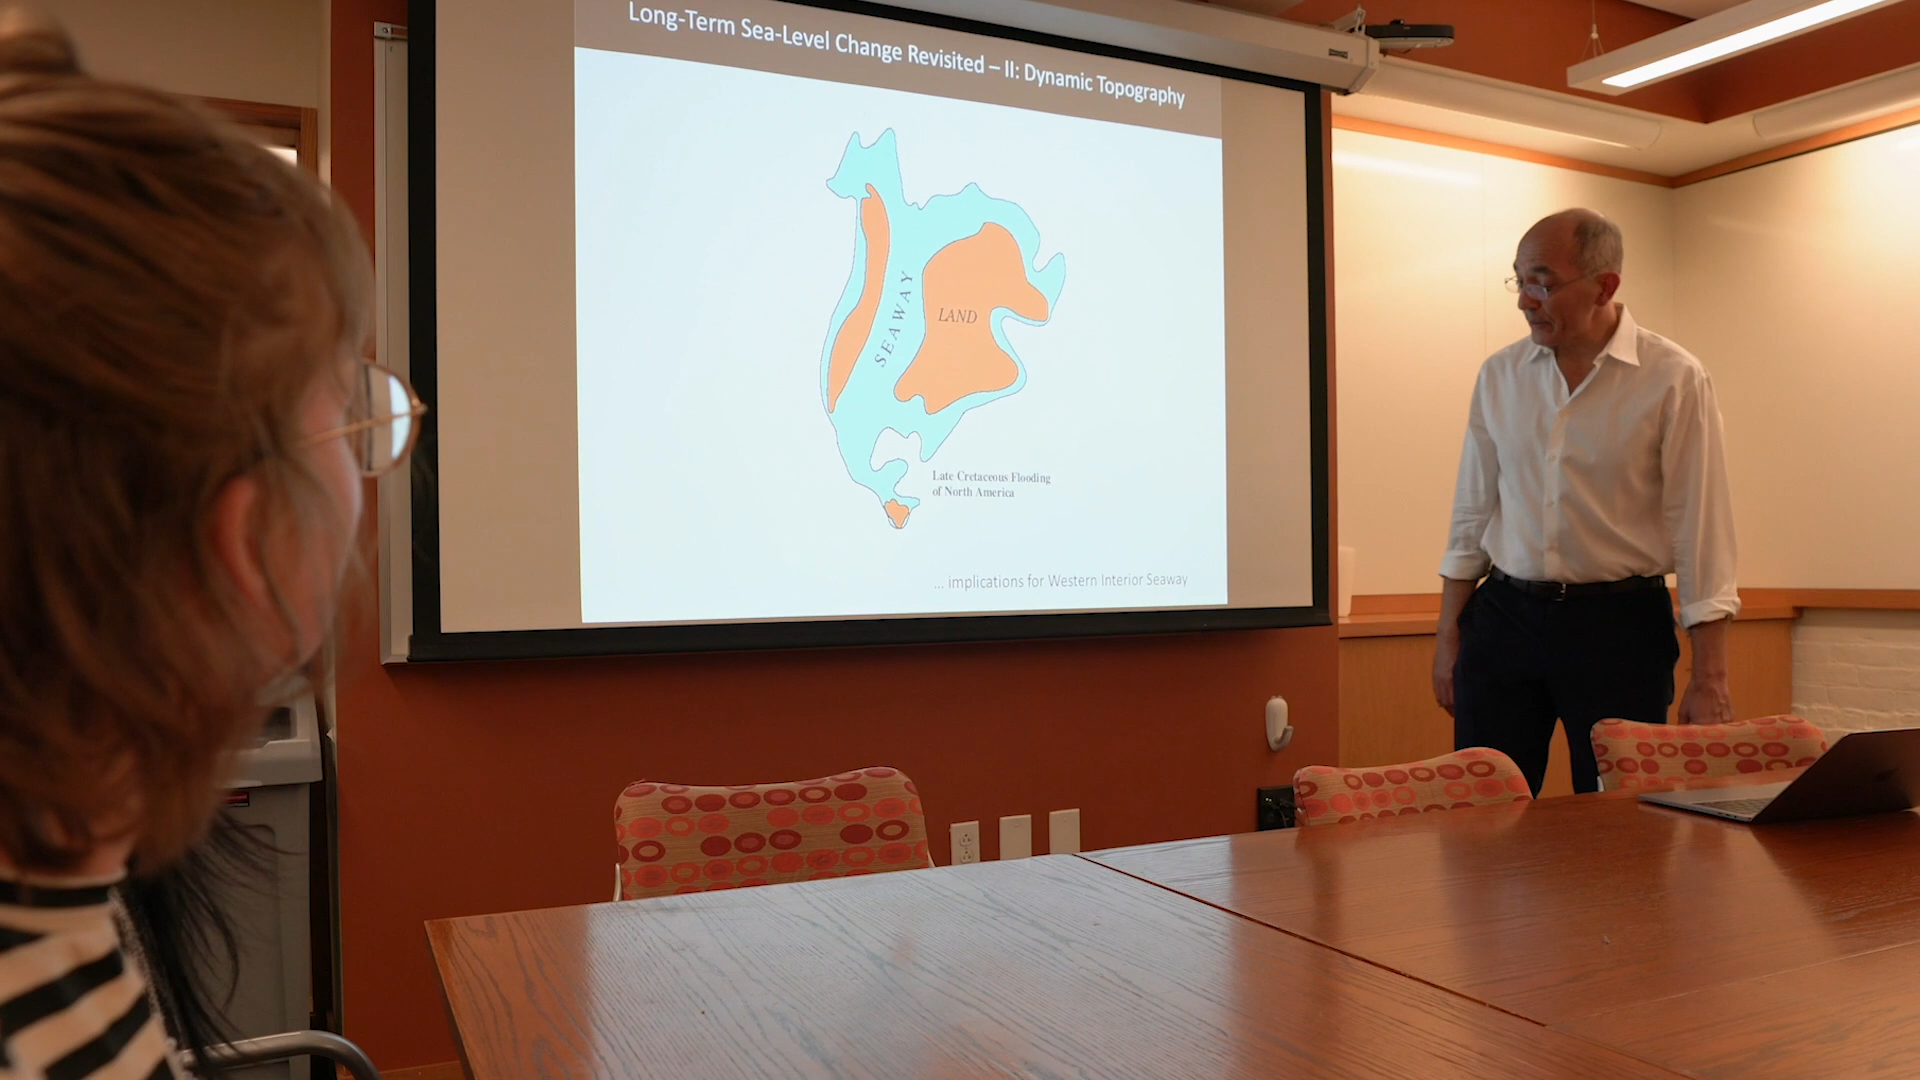 Long-Term Sea-Level Change Revisited – II: Dynamic Topography
SEAWAY
LAND
Late Cretaceous Flooding
of North America
... implications for Western Interior Seaway